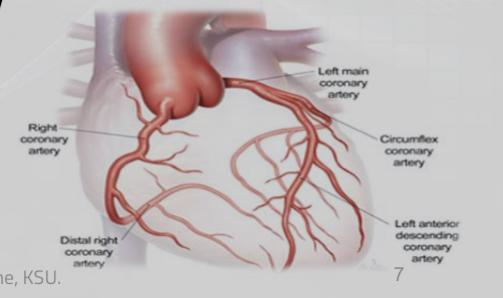 Left main
coronary
artery
Right
coronary
artery
Circumflex
coronary
artery
Left anterior
descending
coronary
artery
Distal right
coronary
artery
ne, KSU.
7